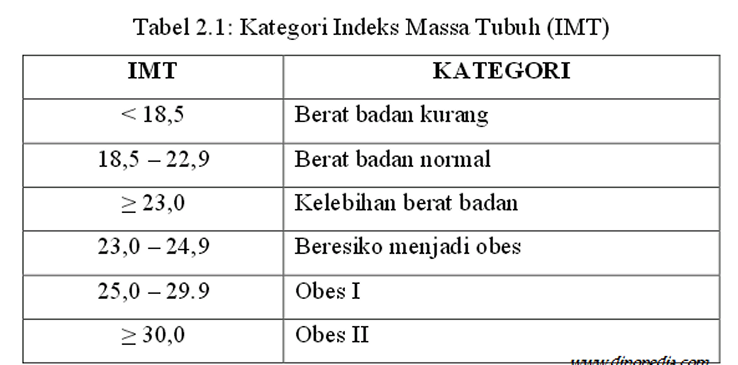 Tabel 2.1: Kategori Indeks Massa Tubuh (IMT)
IMT KATEGORI
< 18,5 Berat badan kurang
18,5 – 22,9 Berat badan normal
≥ 23,0 Kelebihan berat badan
23,0 – 24,9 Beresiko menjadi obes
25,0 – 29.9 Obes I
≥ 30,0 Obes II
www.dinopedia.com